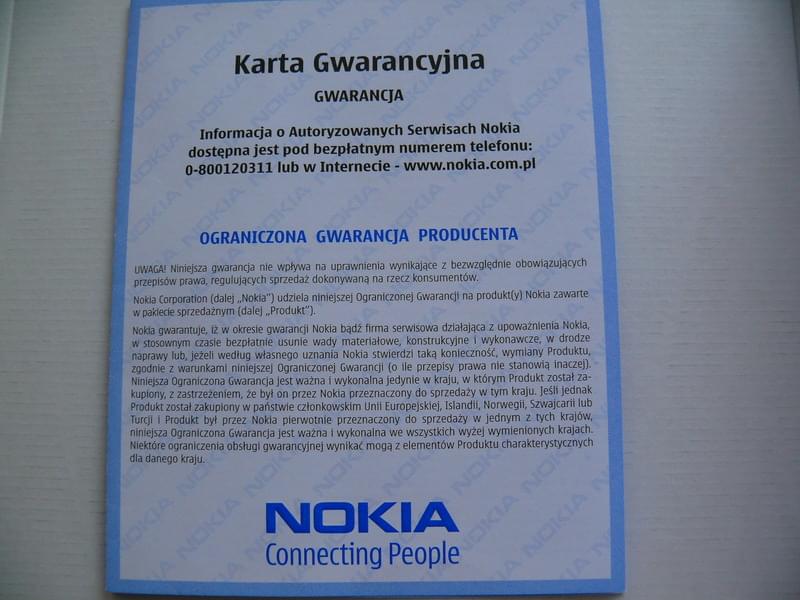 Karta Gwarancyjna
GWARANCJA
Informacja o Autoryzowanych Serwisach Nokia
dostępna jest pod bezpłatnym numerem telefonu:
0-800120311 lub w Internecie - www.nokia.com.pl
OGRANICZONA GWARANCJA PRODUCENTA
UWAGA! Niniejsza gwarancja nie wpływa na uprawnienia wynikające z bezwzględnie obowiązujących
przepisów prawa, regulujących sprzedaż dokonywaną na rzecz konsumentów.
Nokia Corporation (dalej „Nokia") udziela niniejszej Ograniczonej Gwarancji na produkt(y) Nokia zawarte
w pakiecie sprzedażnym (dalej „Produkt").
Nokia gwarantuje, iż w okresie gwarancji Nokia bądź firma serwisowa działająca z upoważnienia Nokia,
w stosownym czasie bezpłatnie usunie wady materiałowe, konstrukcyjne i wykonawcze, w drodze
naprawy lub, jeżeli według własnego uznania Nokia stwierdzi taką konieczność, wymiany Produktu,
zgodnie z warunkami niniejszej Ograniczonej Gwarancji (o ile przepisy prawa nie stanowią inaczej).
Niniejsza Ograniczona Gwarancja jest ważna i wykonalna jedynie w kraju, w którym Produkt został za-
kupiony, z zastrzeżeniem, że był on przez Nokia przeznaczony do sprzedaży w tym kraju. Jeśli jednak
Produkt został zakupiony w państwie członkowskim Unii Europejskiej, Islandii, Norwegii, Szwajcarii lub
Turcji i Produkt był przez Nokia pierwotnie przeznaczony do sprzedaży w jednym z tych krajów,
niniejsza Ograniczona Gwarancja jest ważna i wykonalna we wszystkich wyżej wymienionych krajach.
Niektóre ograniczenia obsługi gwarancyjnej wynikać mogą z elementów Produktu charakterystycznych
dla danego kraju.
NOKIA
Connecting People